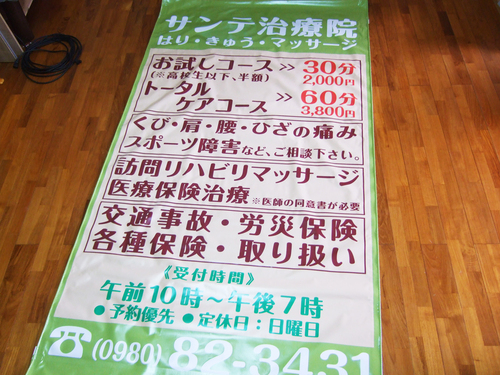 サンテ治療院
はり・きゅう・マッサージ
お試しコース >> 30分
(※高校生以下、半額) 2,000円
トータル
ケアコース >> 60分
3,800円
くび・肩・腰・ひざの痛み
スポーツ障害など、ご相談下さい。
訪問リハビリマッサージ
医療保険治療 ※医師の同意書が必要
交通事故・労災保険
各種保険・取り扱い
《受付時間》
午前10時～午後7時
●予約優先 ●定休日：日曜日
☎(0980)82-3431